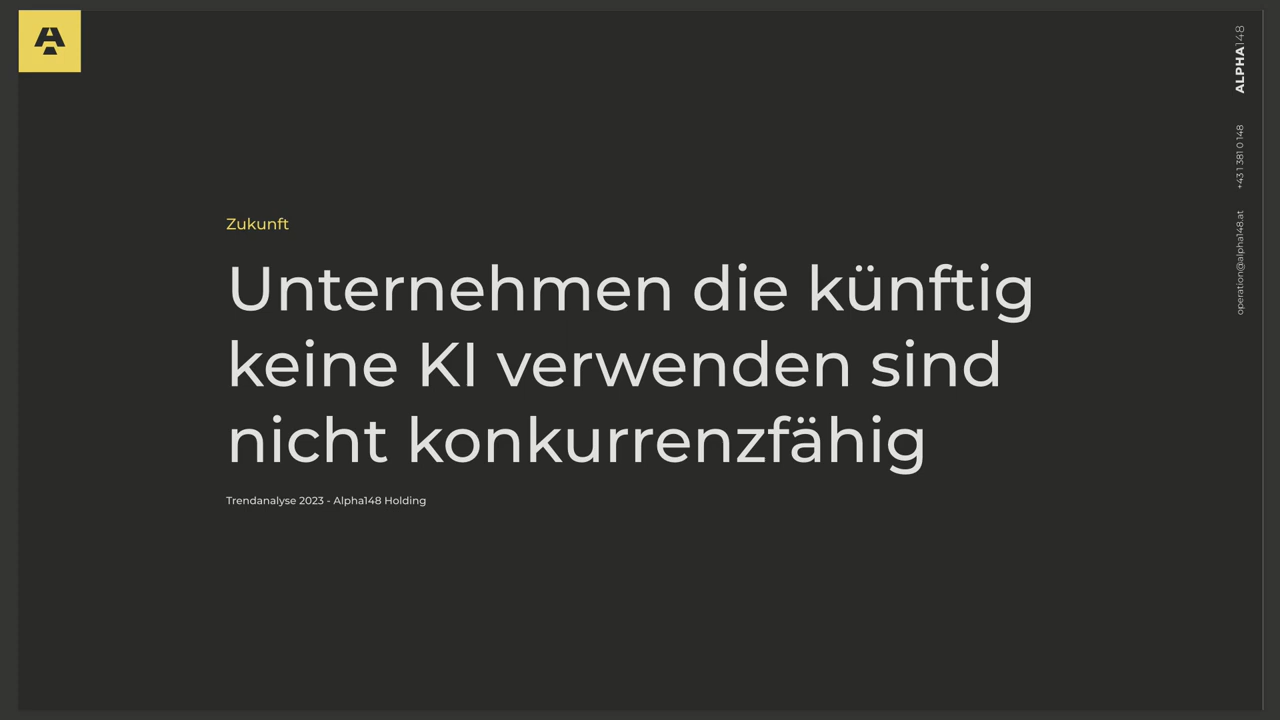 Zukunft
Unternehmen die künftig
keine KI verwenden sind
nicht konkurrenzfähig
Trendanalyse 2023 - Alpha148 Holding
ALPHA148
+43 1 381 0 148
operation@alpha148.at